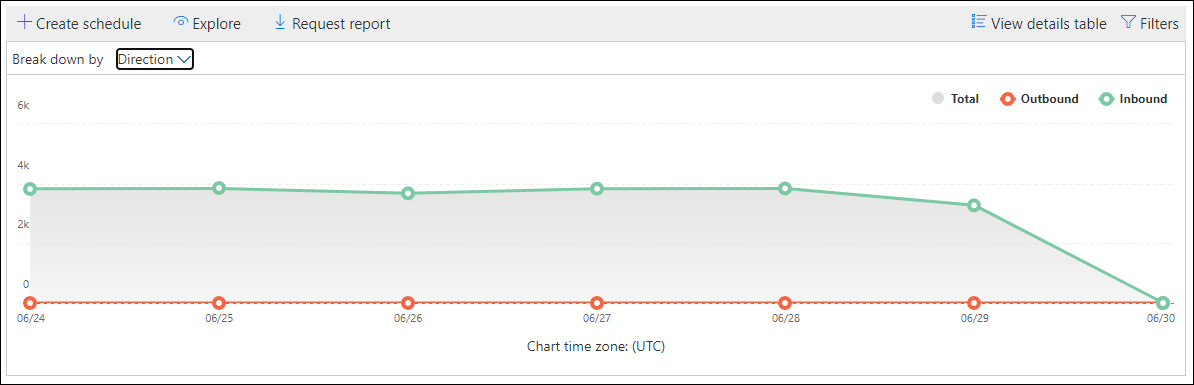 Create schedule Explore Request report View details table Filters
Break down by Direction
Total Outbound Inbound
6k
4k
2k
0
06/24 06/25 06/26 06/27 06/28 06/29 06/30
Chart time zone: (UTC)